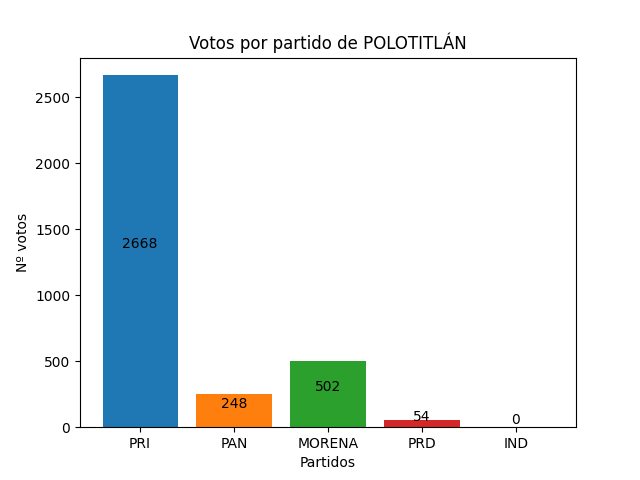 Votos por partido de POLOTITLÁN
Nº votos
2500
2000
1500
1000
500
0
2668
248
502
54
0
PRI PAN MORENA PRD IND
Partidos